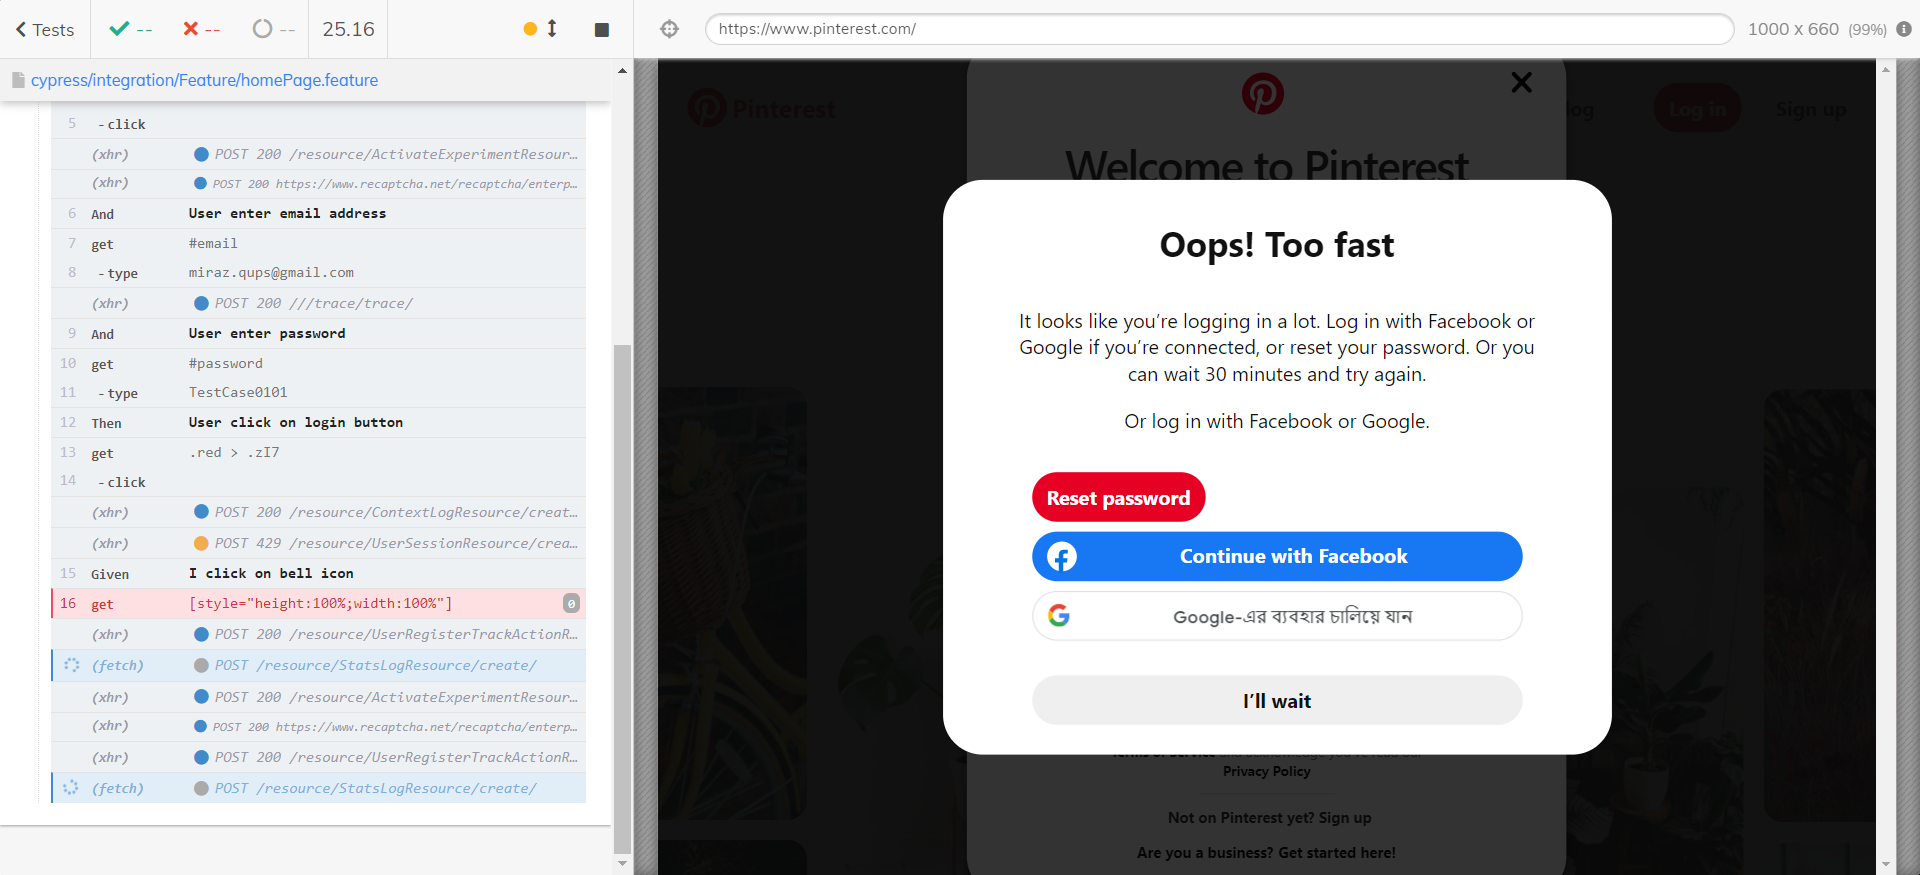 Tests
--
--
--
25.16
https://www.pinterest.com/
1000 x 660 (99%)
cypress/integration/Feature/homePage.feature
5 - click
(xhr) POST 200 /resource/ActivateExperimentResour...
(xhr) POST 200 https://www.recaptcha.net/recaptcha/enterp...
6 And User enter email address
7 get #email
8 - type miraz.qups@gmail.com
(xhr) POST 200 ///trace/trace/
9 And User enter password
10 get #password
11 - type TestCase0101
12 Then User click on login button
13 get .red > .zI7
14 - click
(xhr) POST 200 /resource/ContextLogResource/creat...
(xhr) POST 429 /resource/UserSessionResource/crea...
15 Given I click on bell icon
16 get [style="height:100%;width:100%"] 0
(xhr) POST 200 /resource/UserRegisterTrackActionR...
(fetch) POST /resource/StatsLogResource/create/
(xhr) POST 200 /resource/ActivateExperimentResour...
(xhr) POST 200 https://www.recaptcha.net/recaptcha/enterp...
(xhr) POST 200 /resource/UserRegisterTrackActionR...
(fetch) POST /resource/StatsLogResource/create/
Pinterest
log
Log in
Sign up
Welcome to Pinterest
Oops! Too fast
It looks like you’re logging in a lot. Log in with Facebook or
Google if you’re connected, or reset your password. Or you
can wait 30 minutes and try again.
Or log in with Facebook or Google.
Reset password
Continue with Facebook
Google-এর ব্যবহার চালিয়ে যান
I’ll wait
Privacy Policy
Not on Pinterest yet? Sign up
Are you a business? Get started here!